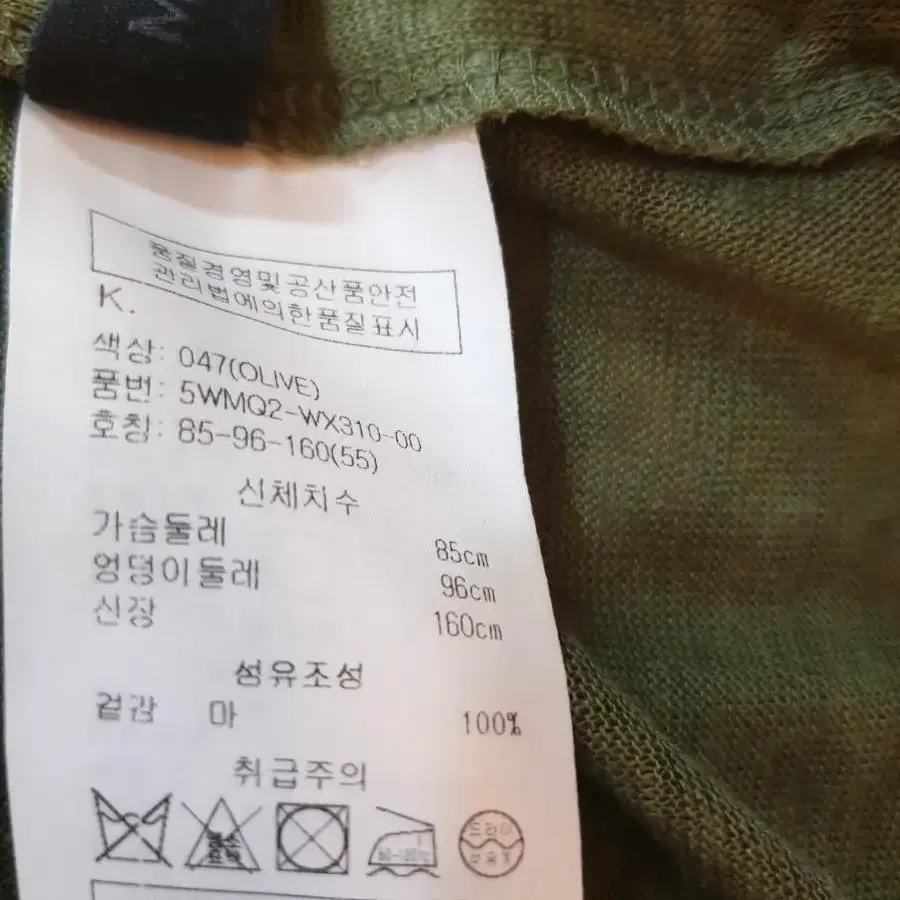 품질경영및공산품안전
관리법에의한품질표시
K.
색상: 047(OLIVE)
품번: 5WMQ2-WX310-00
호칭: 85-96-160(55)
신체치수
가슴둘레 85cm
엉덩이둘레 96cm
신장 160cm
섬유조성
겉감 마 100%
취급주의
드라이